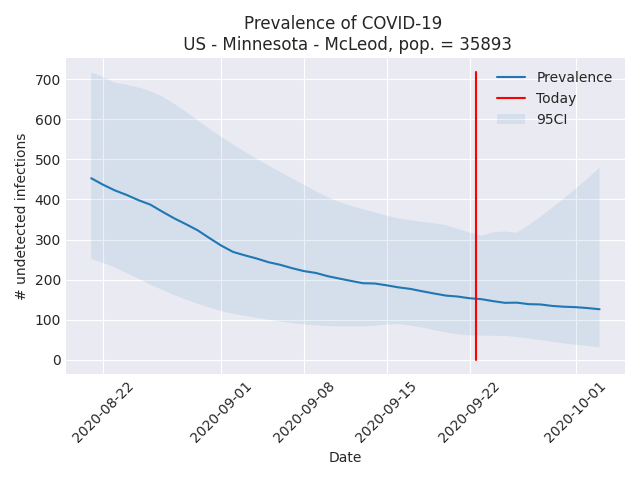 Prevalence of COVID-19
US - Minnesota - McLeod, pop. = 35893
# undetected infections
700
600
500
400
300
200
100
0
Prevalence
Today
95CI
2020-08-22
2020-09-01
2020-09-08
2020-09-15
2020-09-22
2020-10-01
Date